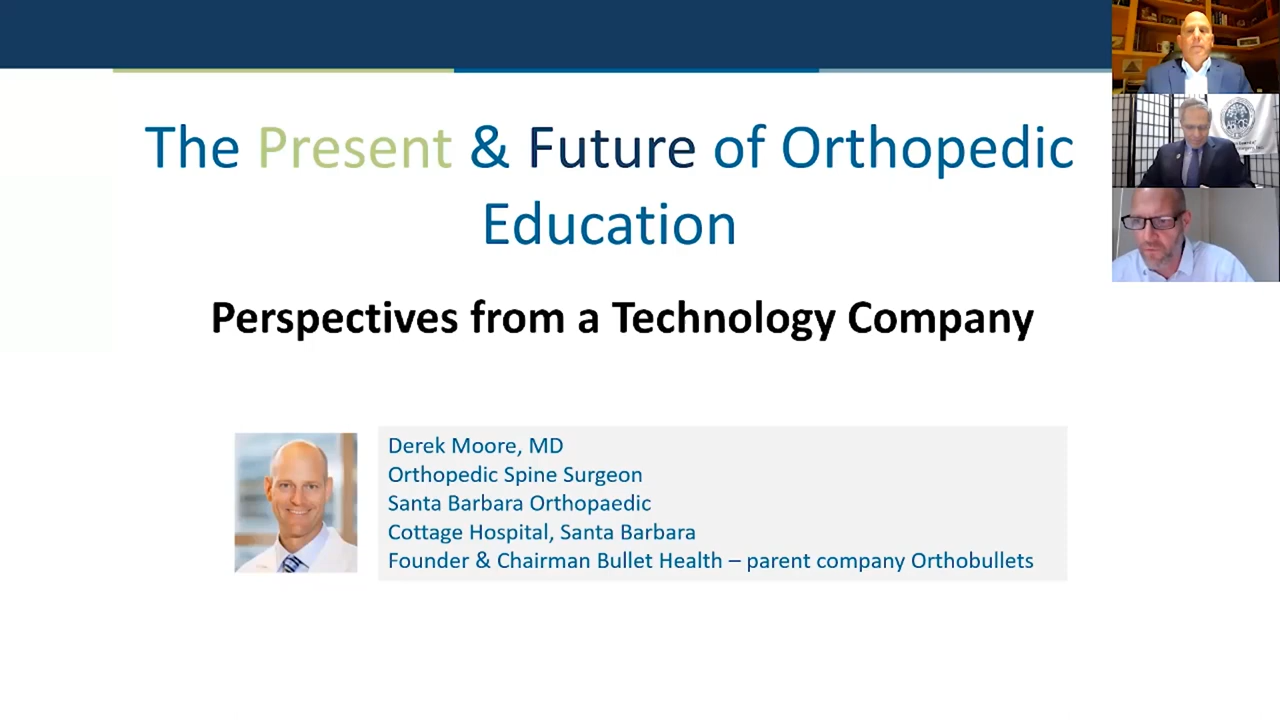 The Present & Future of Orthopedic
Education
Perspectives from a Technology Company
Derek Moore, MD
Orthopedic Spine Surgeon
Santa Barbara Orthopaedic
Cottage Hospital, Santa Barbara
Founder & Chairman Bullet Health – parent company Orthobullets